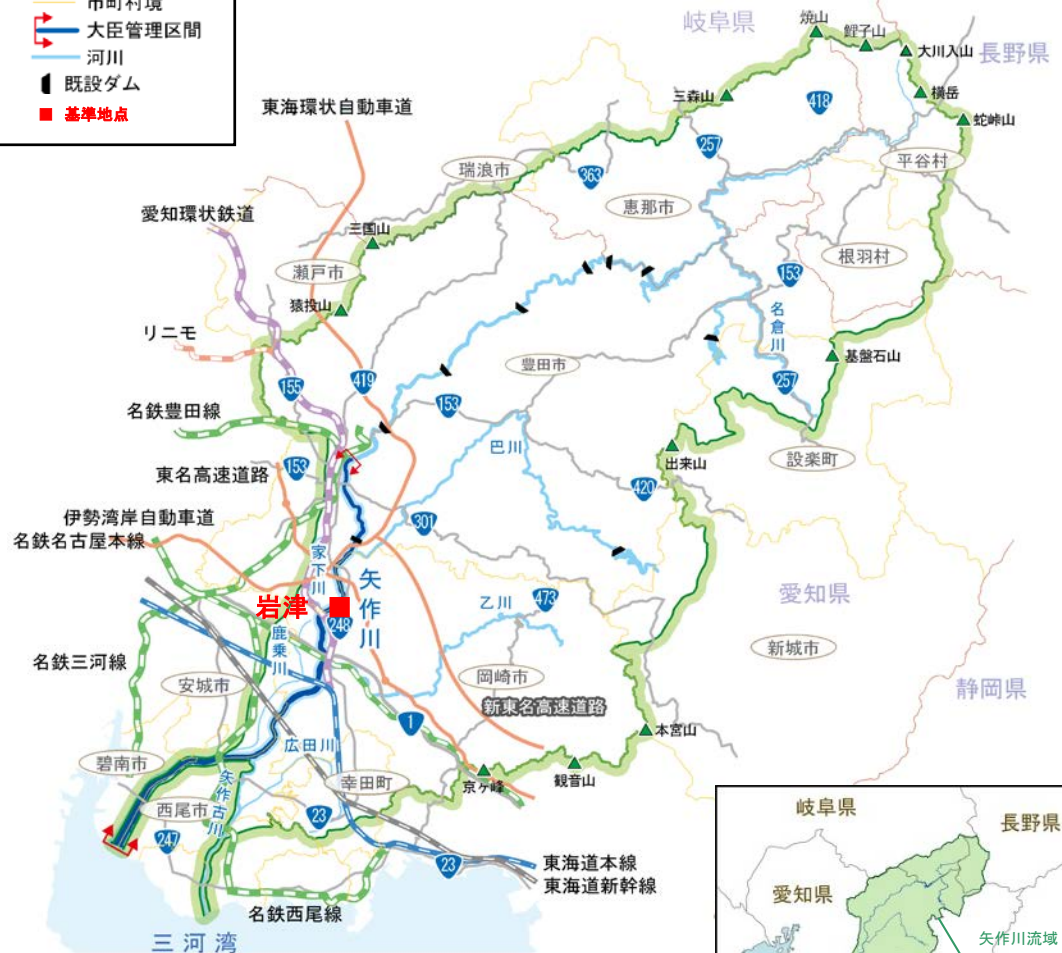 市町村境
大臣管理区間
河川
既設ダム
基準地点
岐阜県
長野県
焼山
鯉子山
大川入山
横岳
蛇峠山
三森山
418
東海環状自動車道
257
平谷村
瑞浪市
363
恵那市
愛知環状鉄道
三国山
瀬戸市
根羽村
153
猿投山
名倉川
リニモ
豊田市
基盤石山
155
419
153
257
名鉄豊田線
巴川
出来山
設楽町
東名高速道路
153
420
伊勢湾岸自動車道
301
名鉄名古屋本線
家下川
矢作川
岩津
248
乙川
473
愛知県
鹿乗川
新城市
名鉄三河線
安城市
岡崎市
静岡県
新東名高速道路
1
本宮山
広田川
碧南市
京ヶ峰
観音山
幸田町
矢作古川
西尾市
23
247
23
東海道本線
東海道新幹線
名鉄西尾線
三河湾
岐阜県
長野県
愛知県
矢作川流域